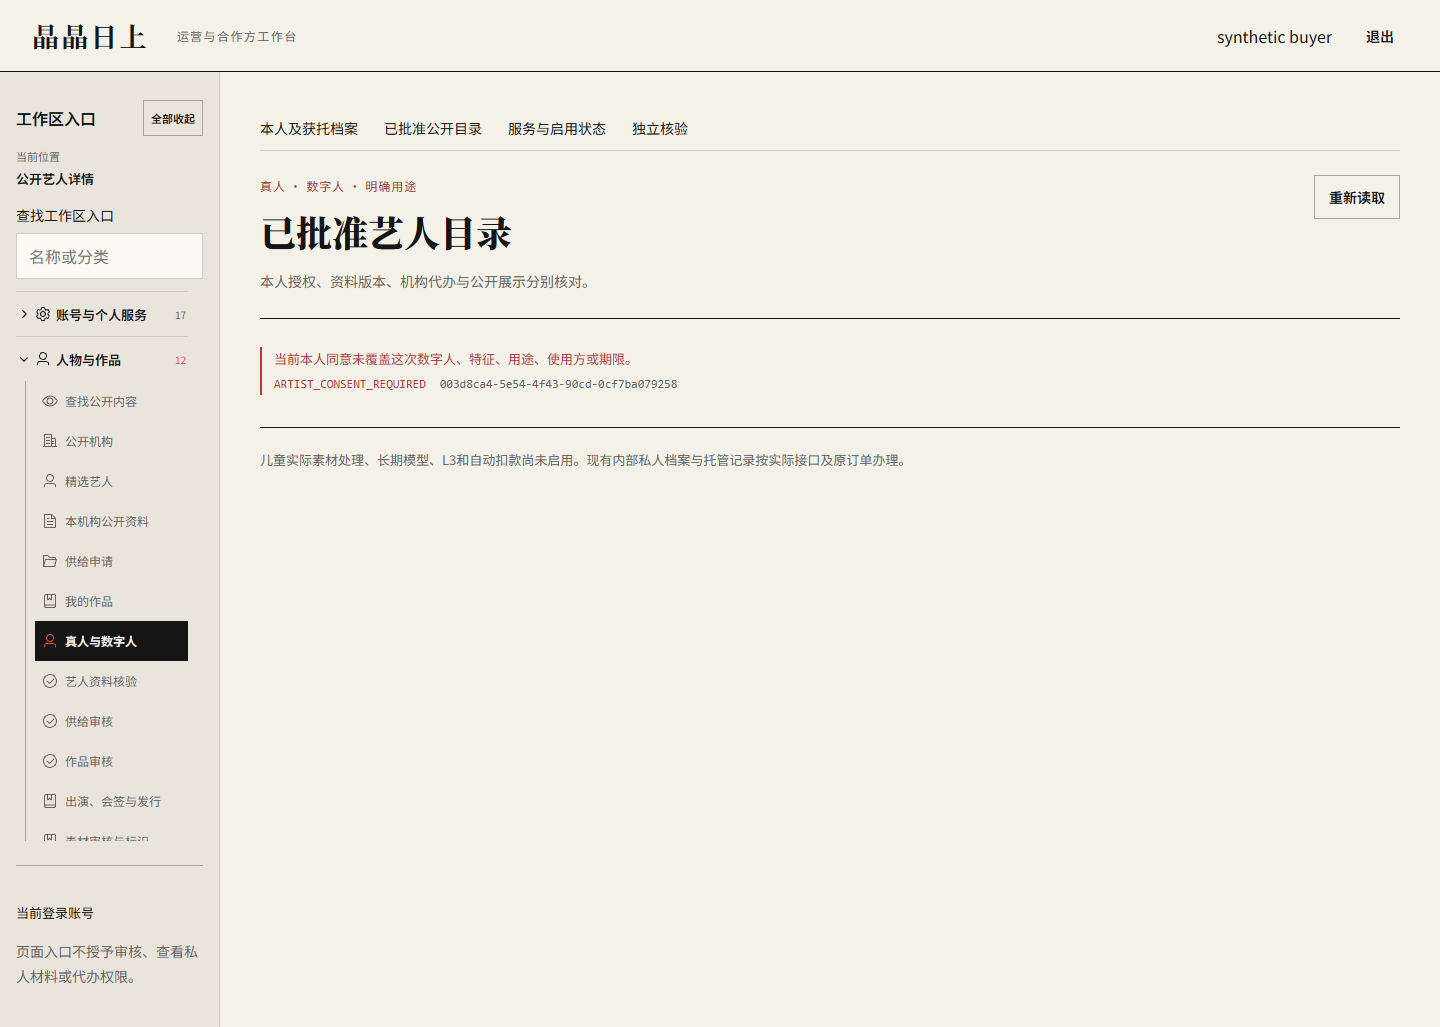 晶晶日上
运营与合作方工作台
synthetic buyer
退出
工作区入口
全部收起
当前位置
公开艺人详情
查找工作区入口
名称或分类
账号与个人服务 17
人物与作品 12
查找公开内容
公开机构
精选艺人
本机构公开资料
供给申请
我的作品
真人与数字人
艺人资料核验
供给审核
作品审核
出演、会签与发行
素材审核与标识
当前登录账号
页面入口不授予审核、查看私
人材料或代办权限。
本人及获托档案 已批准公开目录 服务与启用状态 独立核验
真人 · 数字人 · 明确用途
重新读取
已批准艺人目录
本人授权、资料版本、机构代办与公开展示分别核对。
当前本人同意未覆盖这次数字人、特征、用途、使用方或期限。
ARTIST_CONSENT_REQUIRED 003d8ca4-5e54-4f43-90cd-0cf7ba079258
儿童实际素材处理、长期模型、L3和自动扣款尚未启用。现有内部私人档案与托管记录按实际接口及原订单办理。